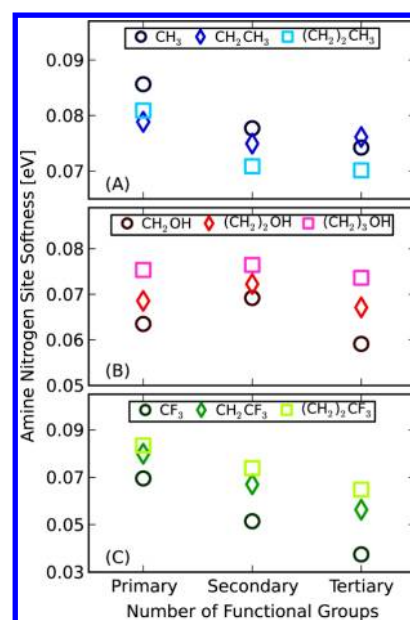 CH₃ CH₂CH₃ (CH₂)₂CH₃
0.09
0.08
0.07
(A)
CH₂OH (CH₂)₂OH (CH₂)₃OH
0.08
0.07
0.06
0.05
(B)
CF₃ CH₂CF₃ (CH₂)₂CF₃
0.09
0.07
0.05
0.03
(C)
Amine Nitrogen Site Softness [eV]
Primary Secondary Tertiary
Number of Functional Groups